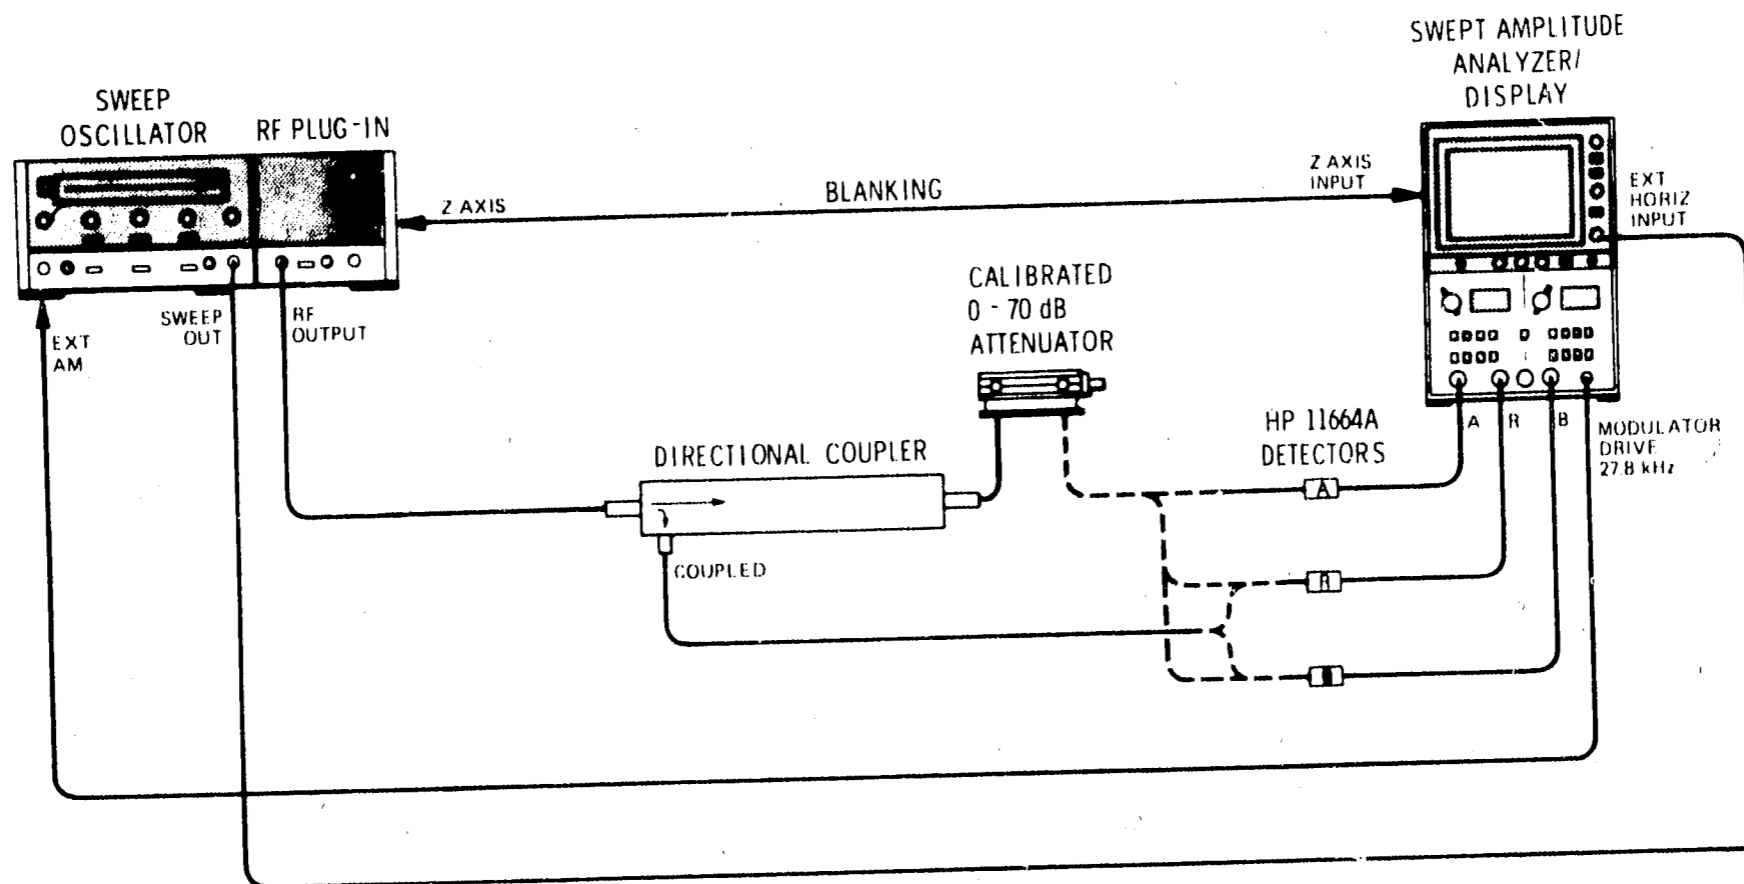 SWEPT AMPLITUDE
ANALYZER/
DISPLAY
SWEEP
OSCILLATOR
RF PLUG-IN
Z AXIS
BLANKING
Z AXIS
INPUT
EXT
HORIZ
INPUT
CALIBRATED
0 - 70 dB
ATTENUATOR
EXT
AM
SWEEP
OUT
RF
OUTPUT
DIRECTIONAL COUPLER
HP 11664A
DETECTORS
A
R
B
MODULATOR
DRIVE
27.8 kHz
A
COUPLED
R